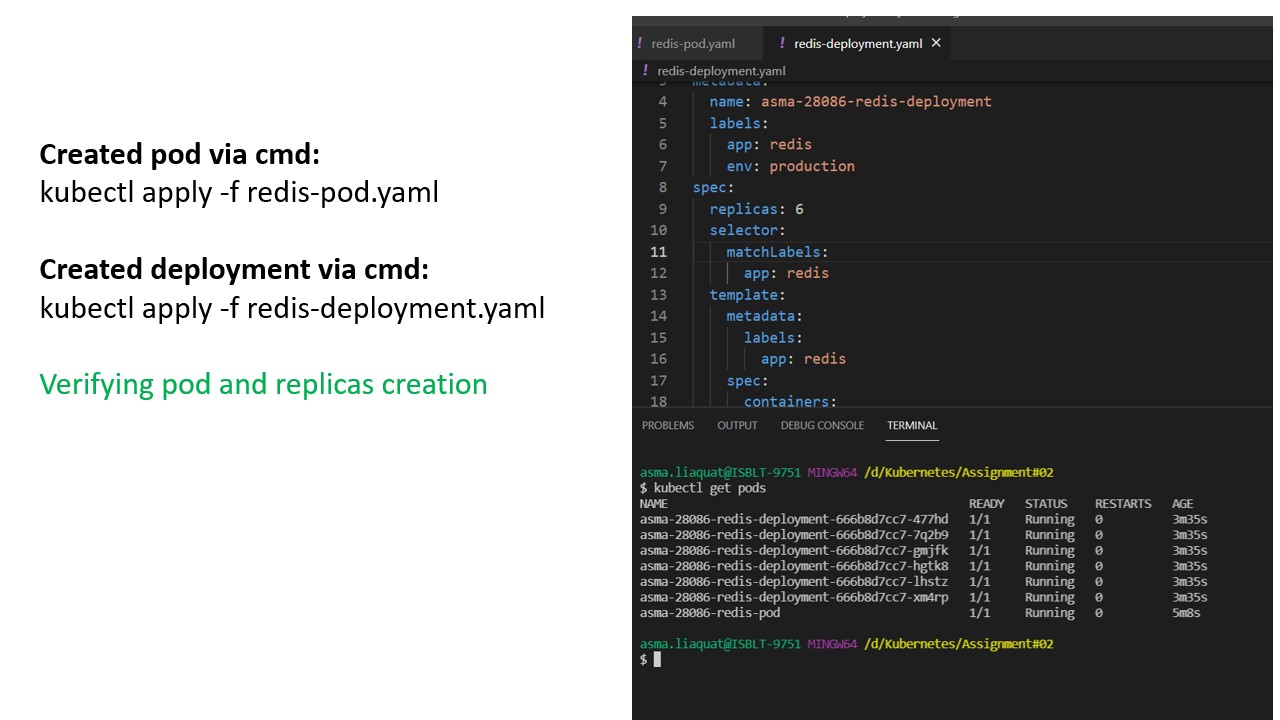 Created pod via cmd:
kubectl apply -f redis-pod.yaml
Created deployment via cmd:
kubectl apply -f redis-deployment.yaml
Verifying pod and replicas creation
! redis-pod.yaml ! redis-deployment.yaml ×
! redis-deployment.yaml
3 metadata:
4 name: asma-28086-redis-deployment
5 labels:
6 app: redis
7 env: production
8 spec:
9 replicas: 6
10 selector:
11 matchLabels:
12 app: redis
13 template:
14 metadata:
15 labels:
16 app: redis
17 spec:
18 containers:
PROBLEMS OUTPUT DEBUG CONSOLE TERMINAL
asma.liaquat@ISBLT-9751 MINGW64 /d/Kubernetes/Assignment#02
$ kubectl get pods
NAME READY STATUS RESTARTS AGE
asma-28086-redis-deployment-666b8d7cc7-477hd 1/1 Running 0 3m35s
asma-28086-redis-deployment-666b8d7cc7-7q2b9 1/1 Running 0 3m35s
asma-28086-redis-deployment-666b8d7cc7-gmjfk 1/1 Running 0 3m35s
asma-28086-redis-deployment-666b8d7cc7-hgtk8 1/1 Running 0 3m35s
asma-28086-redis-deployment-666b8d7cc7-lhstz 1/1 Running 0 3m35s
asma-28086-redis-deployment-666b8d7cc7-xm4rp 1/1 Running 0 3m35s
asma-28086-redis-pod 1/1 Running 0 5m8s
asma.liaquat@ISBLT-9751 MINGW64 /d/Kubernetes/Assignment#02
$